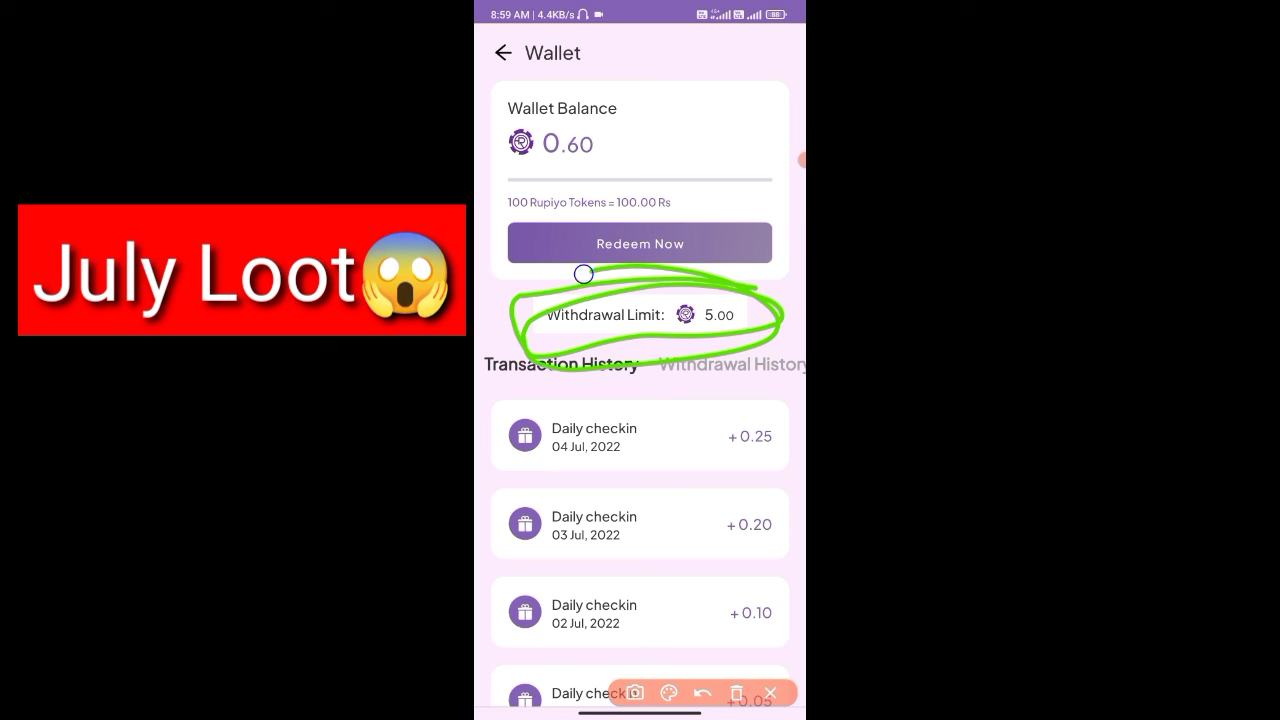 8:59 AM | 4.4KB/s
88
Wallet
Wallet Balance
0.60
100 Rupiyo Tokens = 100.00 Rs
Redeem Now
July Loot😱
Withdrawal Limit: 5.00
Transaction History Withdrawal History
Daily checkin
04 Jul, 2022
+ 0.25
Daily checkin
03 Jul, 2022
+ 0.20
Daily checkin
02 Jul, 2022
+ 0.10
Daily checkin
+ 0.05